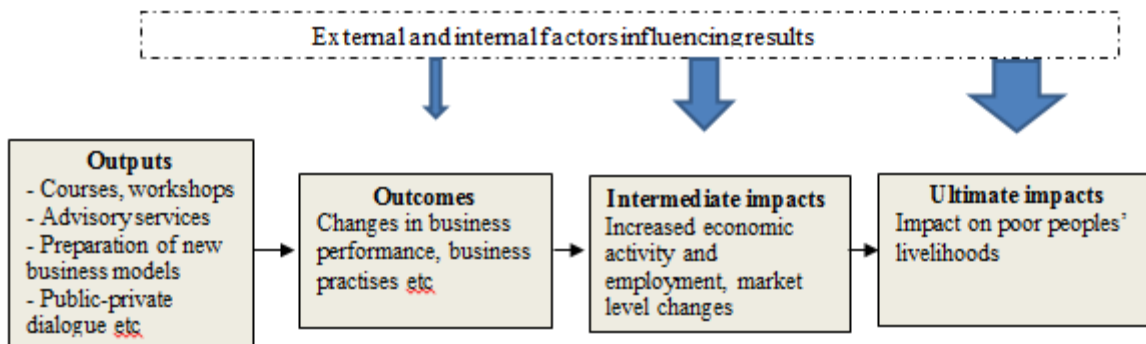 External and internal factors influencing results
Outputs
- Courses, workshops
- Advisory services
- Preparation of new
business models
- Public-private
dialogue etc
Outcomes
Changes in business
performance, business
practises etc
Intermediate impacts
Increased economic
activity and
employment, market
level changes
Ultimate impacts
Impact on poor peoples’
livelihoods